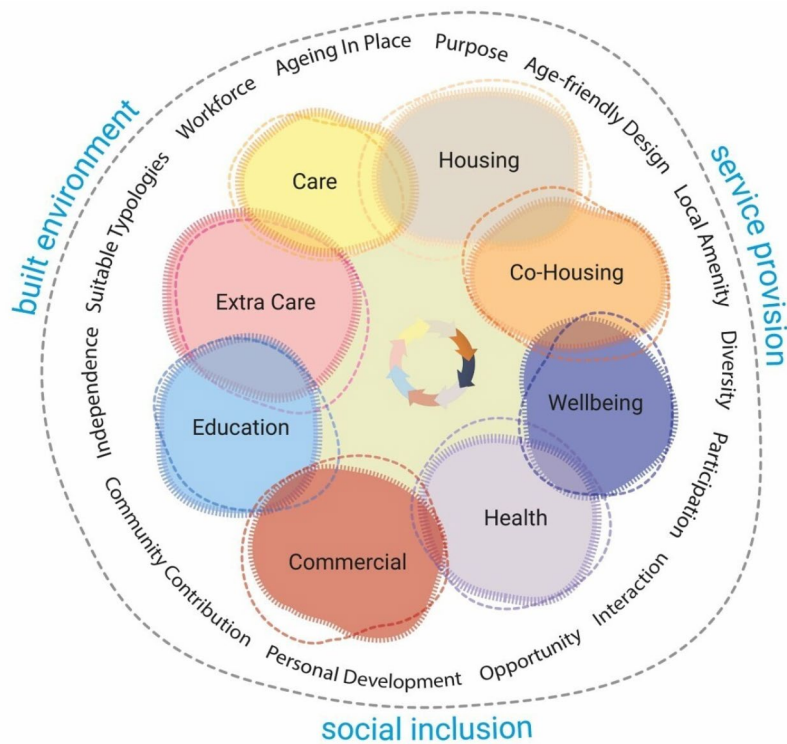 built environment
service provision
social inclusion
Ageing In Place
Purpose
Age-friendly Design
Local Amenity
Diversity
Participation
Interaction
Opportunity
Personal Development
Community Contribution
Independence
Suitable Typologies
Workforce
Care
Housing
Co-Housing
Wellbeing
Health
Commercial
Education
Extra Care